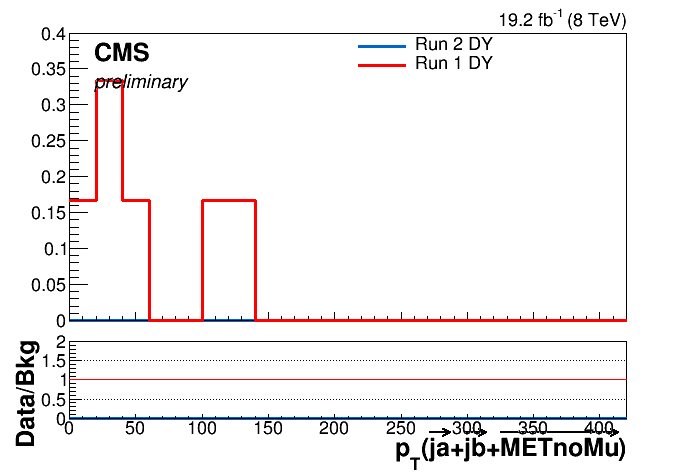 19.2 fb⁻¹ (8 TeV)
CMS
preliminary
Run 2 DY
Run 1 DY
0.4
0.35
0.3
0.25
0.2
0.15
0.1
0.05
0
Data/Bkg
2
1.5
1
0.5
0
0 50 100 150 200 250 300 350 400
p_T(ja+jb+METnoMu)